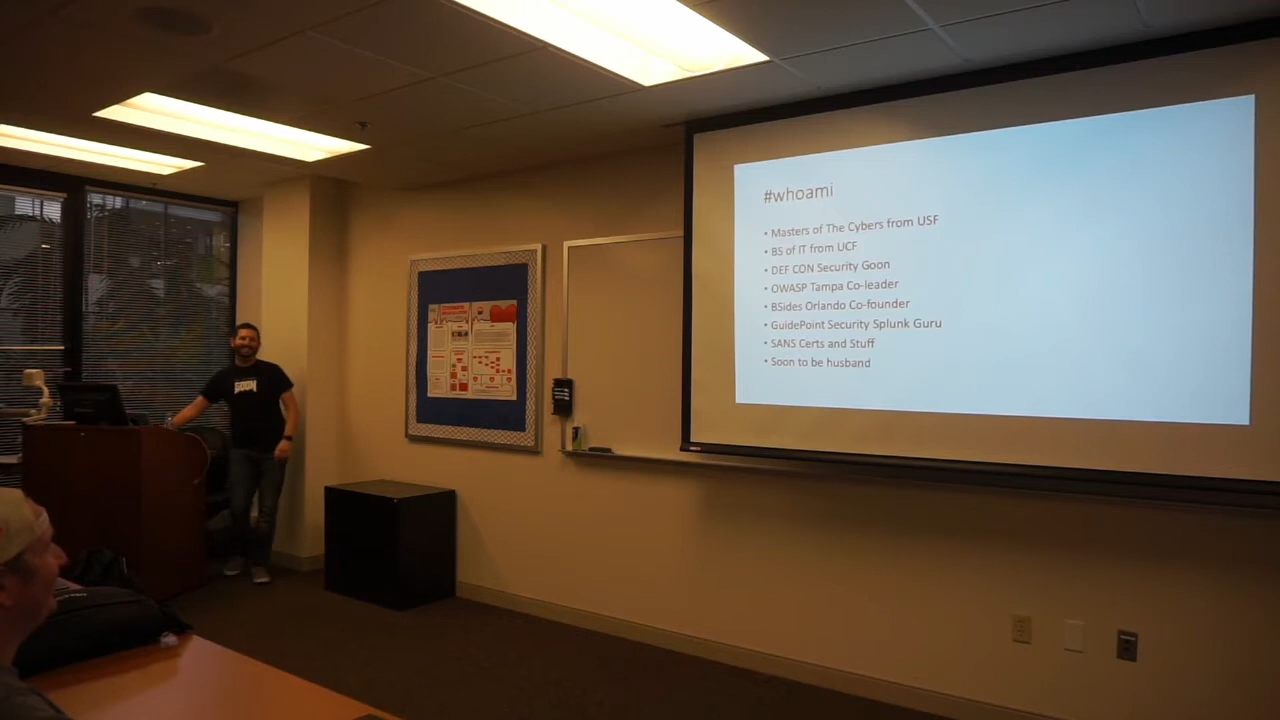 #whoami
• Masters of The Cybers from USF
• BS of IT from UCF
• DEF CON Security Goon
• OWASP Tampa Co-leader
• BSides Orlando Co-founder
• GuidePoint Security Splunk Guru
• SANS Certs and Stuff
• Soon to be husband
DOOM